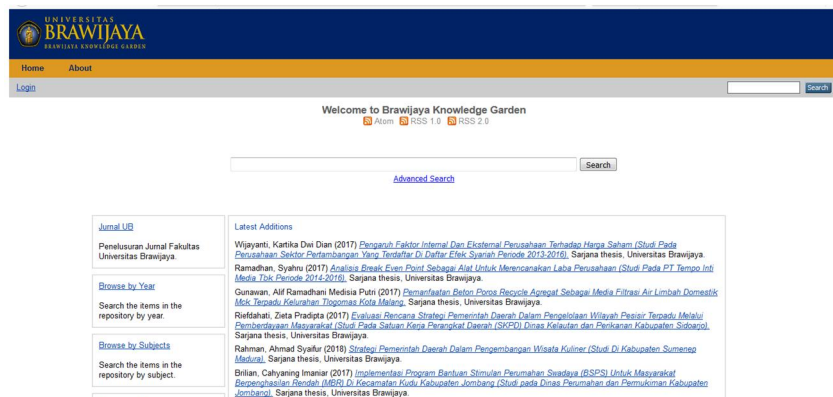 UNIVERSITAS
BRAWIJAYA
BRAWIJAYA KNOWLEDGE GARDEN
Home About
Login
Search
Welcome to Brawijaya Knowledge Garden
Atom RSS 1.0 RSS 2.0
Search
Advanced Search
Jurnal UB
Penelusuran Jurnal Fakultas
Universitas Brawijaya.
Browse by Year
Search the items in the
repository by year.
Browse by Subjects
Search the items in the
repository by subject.
Latest Additions
Wijayanti, Kartika Dwi Dian (2017) Pengaruh Faktor Internal Dan Eksternal Perusahaan Terhadap Harga Saham (Studi Pada
Perusahaan Sektor Pertambangan Yang Terdaftar Di Daftar Efek Syariah Periode 2013-2016). Sarjana thesis, Universitas Brawijaya.
Ramadhan, Syahru (2017) Analisis Break Even Point Sebagai Alat Untuk Merencanakan Laba Perusahaan (Studi Pada PT Tempo Inti
Media Tbk Periode 2014-2016). Sarjana thesis, Universitas Brawijaya.
Gunawan, Alif Ramadhani Medisia Putri (2017) Pemanfaatan Beton Poros Recycle Agregat Sebagai Media Filtrasi Air Limbah Domestik
Mck Terpadu Kelurahan Tlogomas Kota Malang. Sarjana thesis, Universitas Brawijaya.
Riefdahati, Zieta Pradipta (2017) Evaluasi Rencana Strategi Pemerintah Daerah Dalam Pengelolaan Wilayah Pesisir Terpadu Melalui
Pemberdayaan Masyarakat (Studi Pada Satuan Kerja Perangkat Daerah (SKPD) Dinas Kelautan dan Perikanan Kabupaten Sidoarjo).
Sarjana thesis, Universitas Brawijaya.
Rahman, Ahmad Syaifur (2018) Strategi Pemerintah Daerah Dalam Pengembangan Wisata Kuliner (Studi Di Kabupaten Sumenep
Madura). Sarjana thesis, Universitas Brawijaya.
Brilian, Cahyaning Imaniar (2017) Implementasi Program Bantuan Stimulan Perumahan Swadaya (BSPS) Untuk Masyarakat
Berpenghasilan Rendah (MBR) Di Kecamatan Kudu Kabupaten Jombang (Studi pada Dinas Perumahan dan Permukiman Kabupaten
Jombang). Sarjana thesis, Universitas Brawijaya.